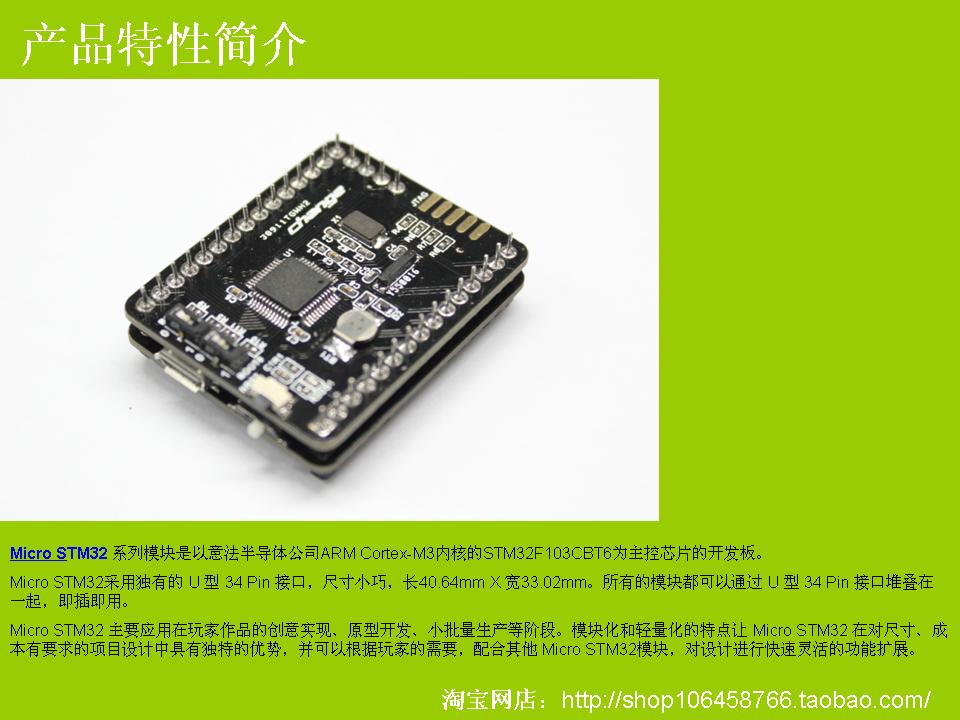 产品特性简介
JTAG
change
X1
U1
Y550016
Micro STM32 系列模块是以意法半导体公司ARM Cortex-M3内核的STM32F103CBT6为主控芯片的开发板。
Micro STM32采用独有的 U 型 34 Pin 接口，尺寸小巧，长40.64mm X 宽33.02mm。所有的模块都可以通过 U 型 34 Pin 接口堆叠在
一起，即插即用。
Micro STM32 主要应用在玩家作品的创意实现、原型开发、小批量生产等阶段。模块化和轻量化的特点让 Micro STM32 在对尺寸、成
本有要求的项目设计中具有独特的优势，并可以根据玩家的需要，配合其他 Micro STM32模块，对设计进行快速灵活的功能扩展。
淘宝网店：http://shop106458766.taobao.com/